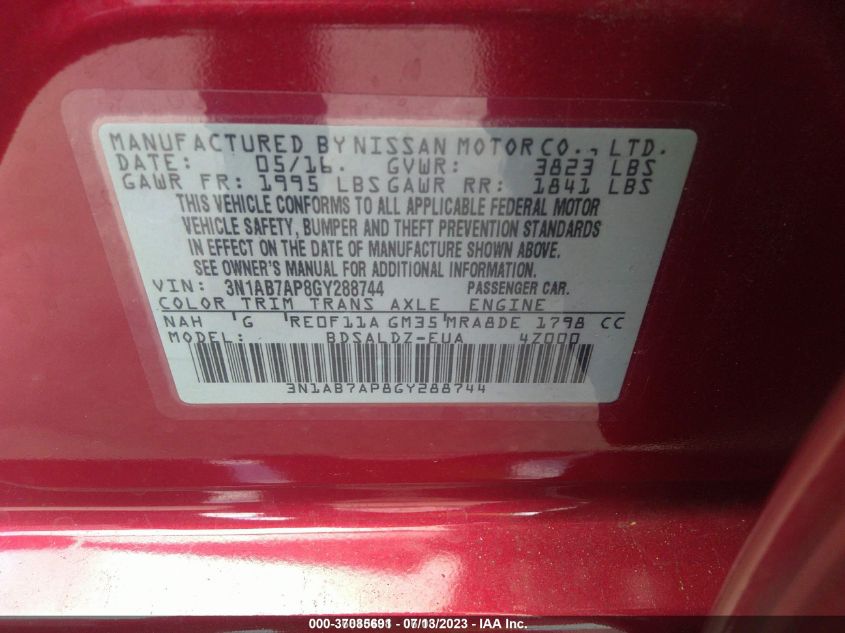 MANUFACTURED BY NISSAN MOTOR CO., LTD.
DATE: 05/16. GVWR: 3823 LBS
GAWR FR: 1995 LBS GAWR RR: 1841 LBS
THIS VEHICLE CONFORMS TO ALL APPLICABLE FEDERAL MOTOR
VEHICLE SAFETY, BUMPER AND THEFT PREVENTION STANDARDS
IN EFFECT ON THE DATE OF MANUFACTURE SHOWN ABOVE.
SEE OWNER'S MANUAL FOR ADDITIONAL INFORMATION.
VIN: 3N1AB7AP8GY288744 PASSENGER CAR.
COLOR TRIM TRANS AXLE ENGINE
NAH G RE0F11A GM35 MRA8DE 1798 CC
MODEL: BDSALDZ-EUA 4Z000
3N1AB7AP8GY288744
000-37085691 - 07/13/2023 - IAA Inc.